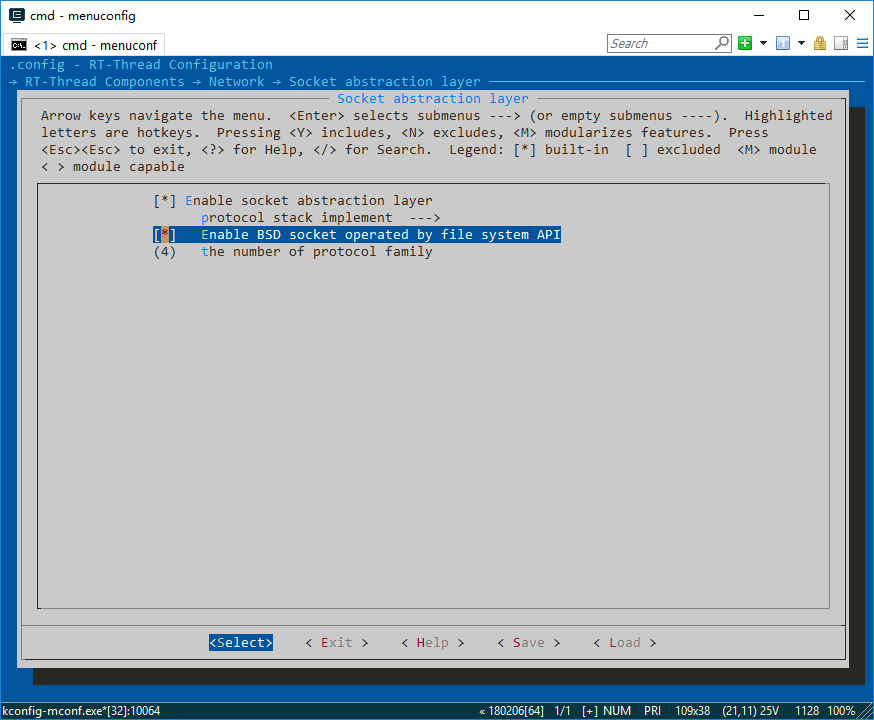 cmd - menuconfig
<1> cmd - menuconf
Search
.config - RT-Thread Configuration
→ RT-Thread Components → Network → Socket abstraction layer
Socket abstraction layer
Arrow keys navigate the menu.  <Enter> selects submenus ---> (or empty submenus ----).  Highlighted
letters are hotkeys.  Pressing <Y> includes, <N> excludes, <M> modularizes features.  Press
<Esc><Esc> to exit, <?> for Help, </> for Search.  Legend: [*] built-in  [ ] excluded  <M> module
< > module capable
[*] Enable socket abstraction layer
protocol stack implement  --->
[*]   Enable BSD socket operated by file system API
(4)   the number of protocol family
<Select>    < Exit >    < Help >    < Save >    < Load >
kconfig-mconf.exe*[32]:10064    « 180206[64]  1/1  [+] NUM  PRI  109x38  (21,11) 25V  1128  100%